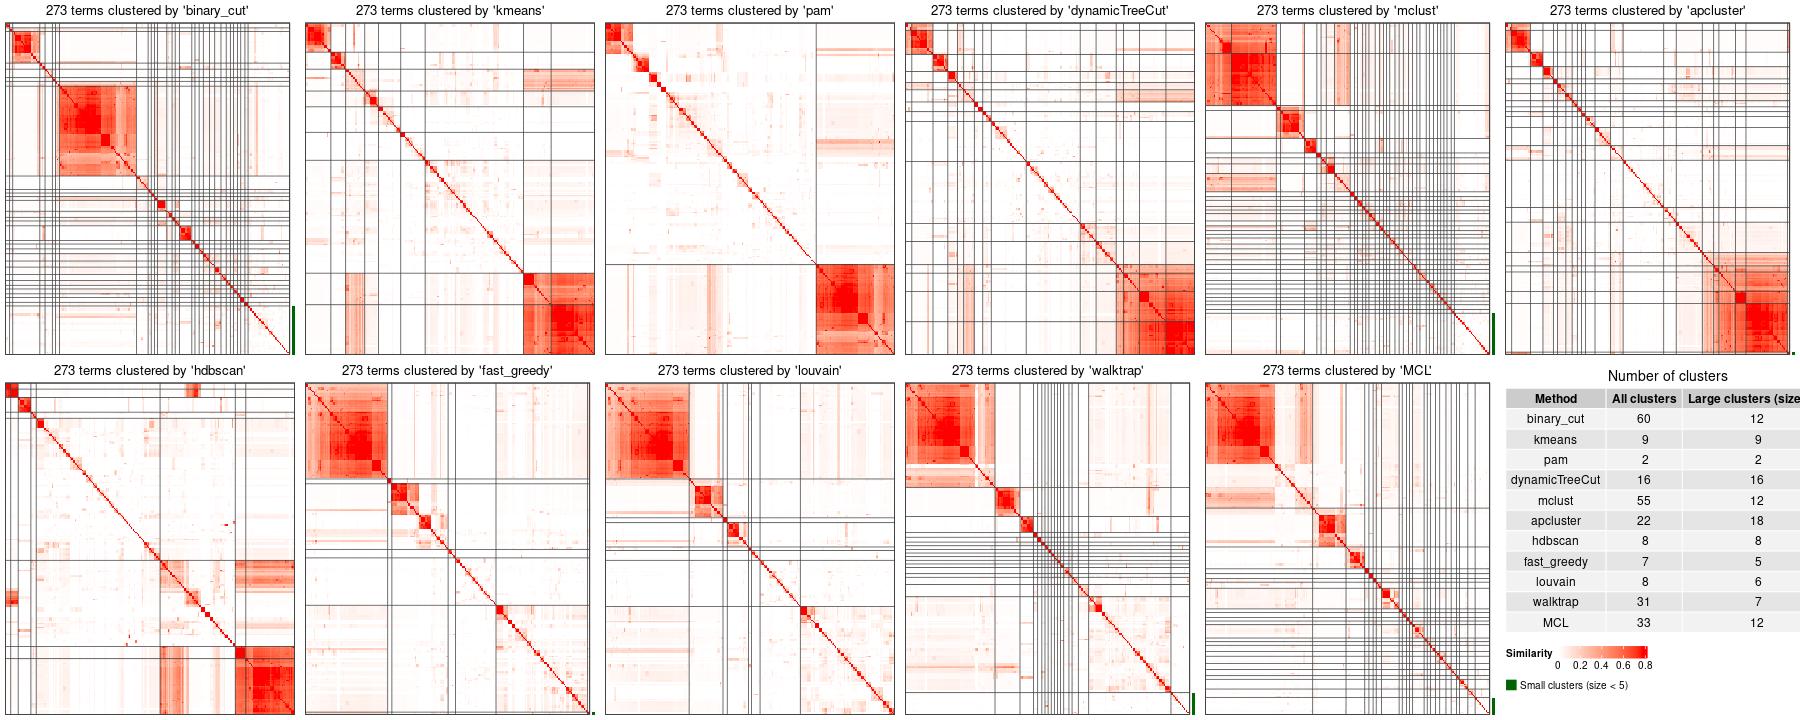 273 terms clustered by 'binary_cut'
273 terms clustered by 'kmeans'
273 terms clustered by 'pam'
273 terms clustered by 'dynamicTreeCut'
273 terms clustered by 'mclust'
273 terms clustered by 'apcluster'
273 terms clustered by 'hdbscan'
273 terms clustered by 'fast_greedy'
273 terms clustered by 'louvain'
273 terms clustered by 'walktrap'
273 terms clustered by 'MCL'
Number of clusters
Method All clusters Large clusters (size
binary_cut 60 12
kmeans 9 9
pam 2 2
dynamicTreeCut 16 16
mclust 55 12
apcluster 22 18
hdbscan 8 8
fast_greedy 7 5
louvain 8 6
walktrap 31 7
MCL 33 12
Similarity
0 0.2 0.4 0.6 0.8
Small clusters (size < 5)